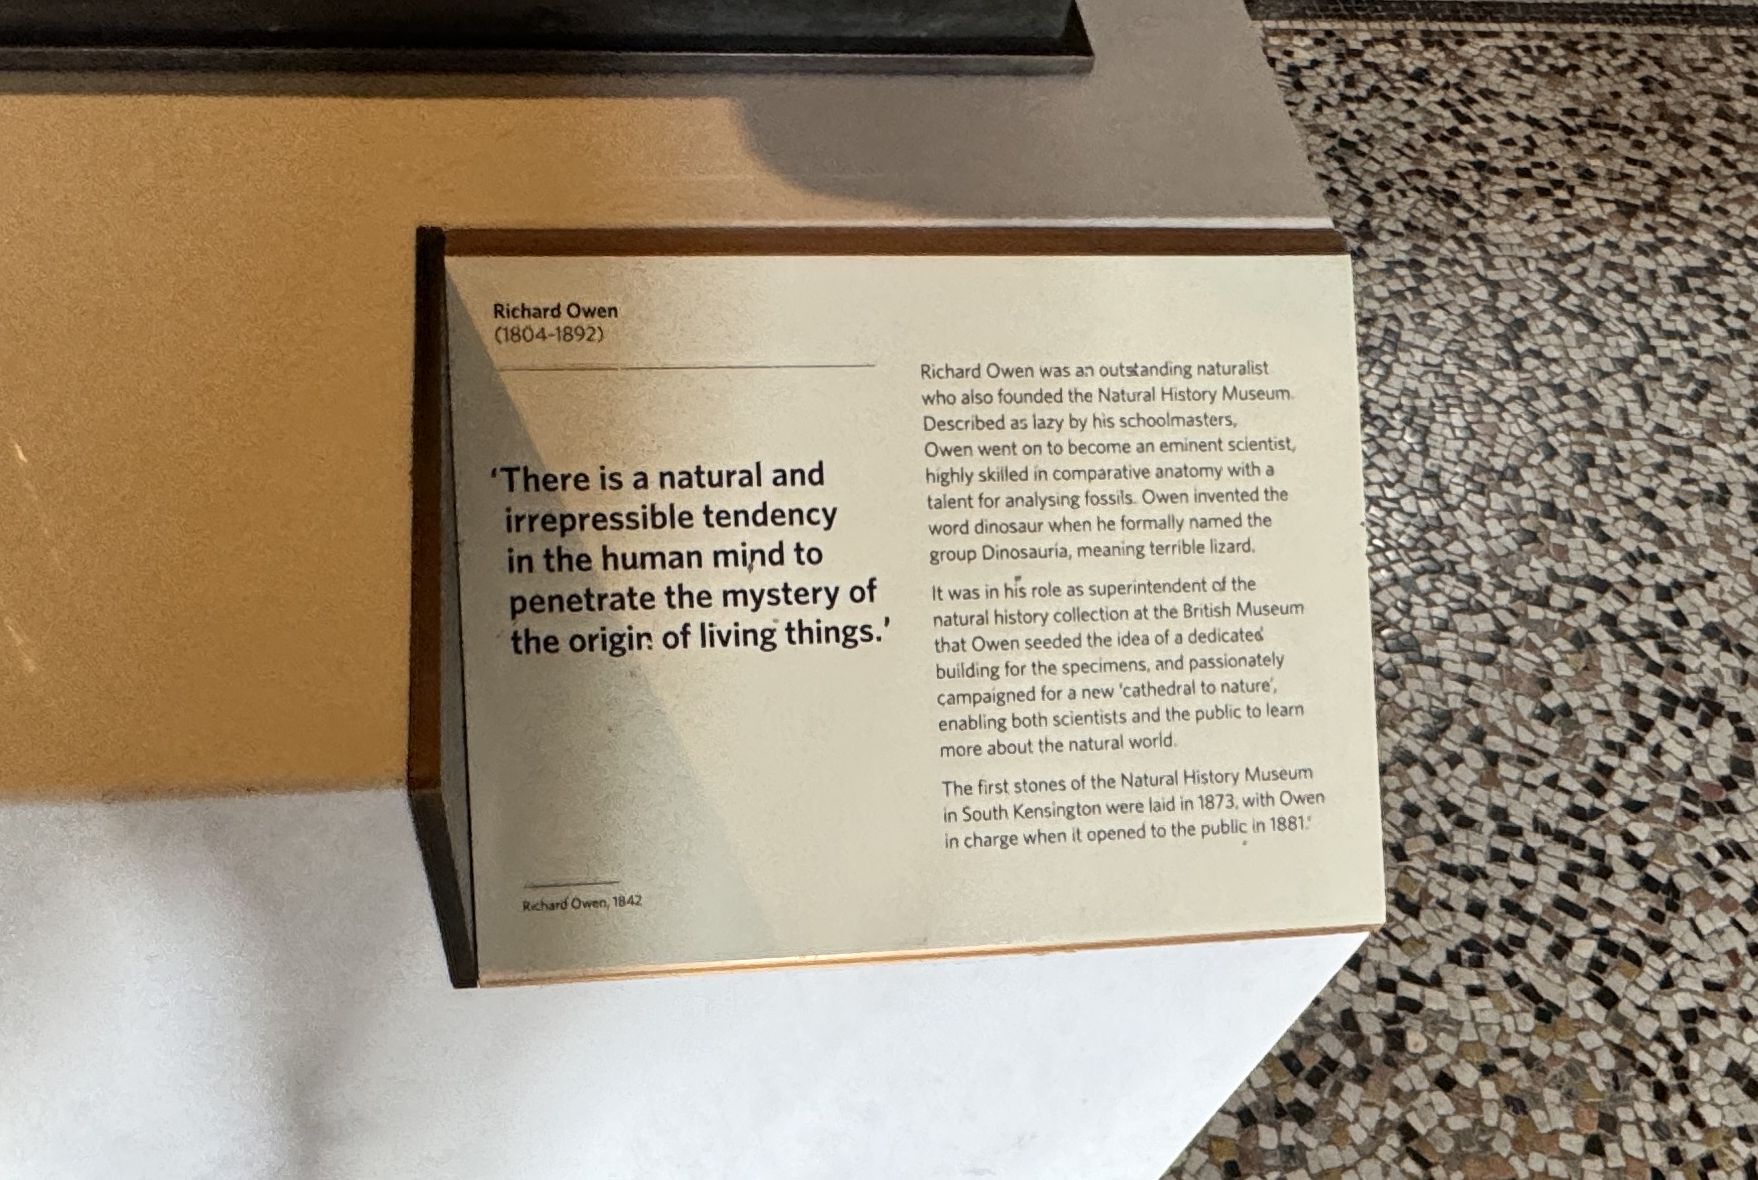 Richard Owen
(1804-1892)
'There is a natural and
irrepressible tendency
in the human mind to
penetrate the mystery of
the origin of living things.'
Richard Owen, 1842
Richard Owen was an outstanding naturalist
who also founded the Natural History Museum.
Described as lazy by his schoolmasters,
Owen went on to become an eminent scientist,
highly skilled in comparative anatomy with a
talent for analysing fossils. Owen invented the
word dinosaur when he formally named the
group Dinosauria, meaning terrible lizard.
It was in his role as superintendent of the
natural history collection at the British Museum
that Owen seeded the idea of a dedicated
building for the specimens, and passionately
campaigned for a new 'cathedral to nature',
enabling both scientists and the public to learn
more about the natural world.
The first stones of the Natural History Museum
in South Kensington were laid in 1873, with Owen
in charge when it opened to the public in 1881.